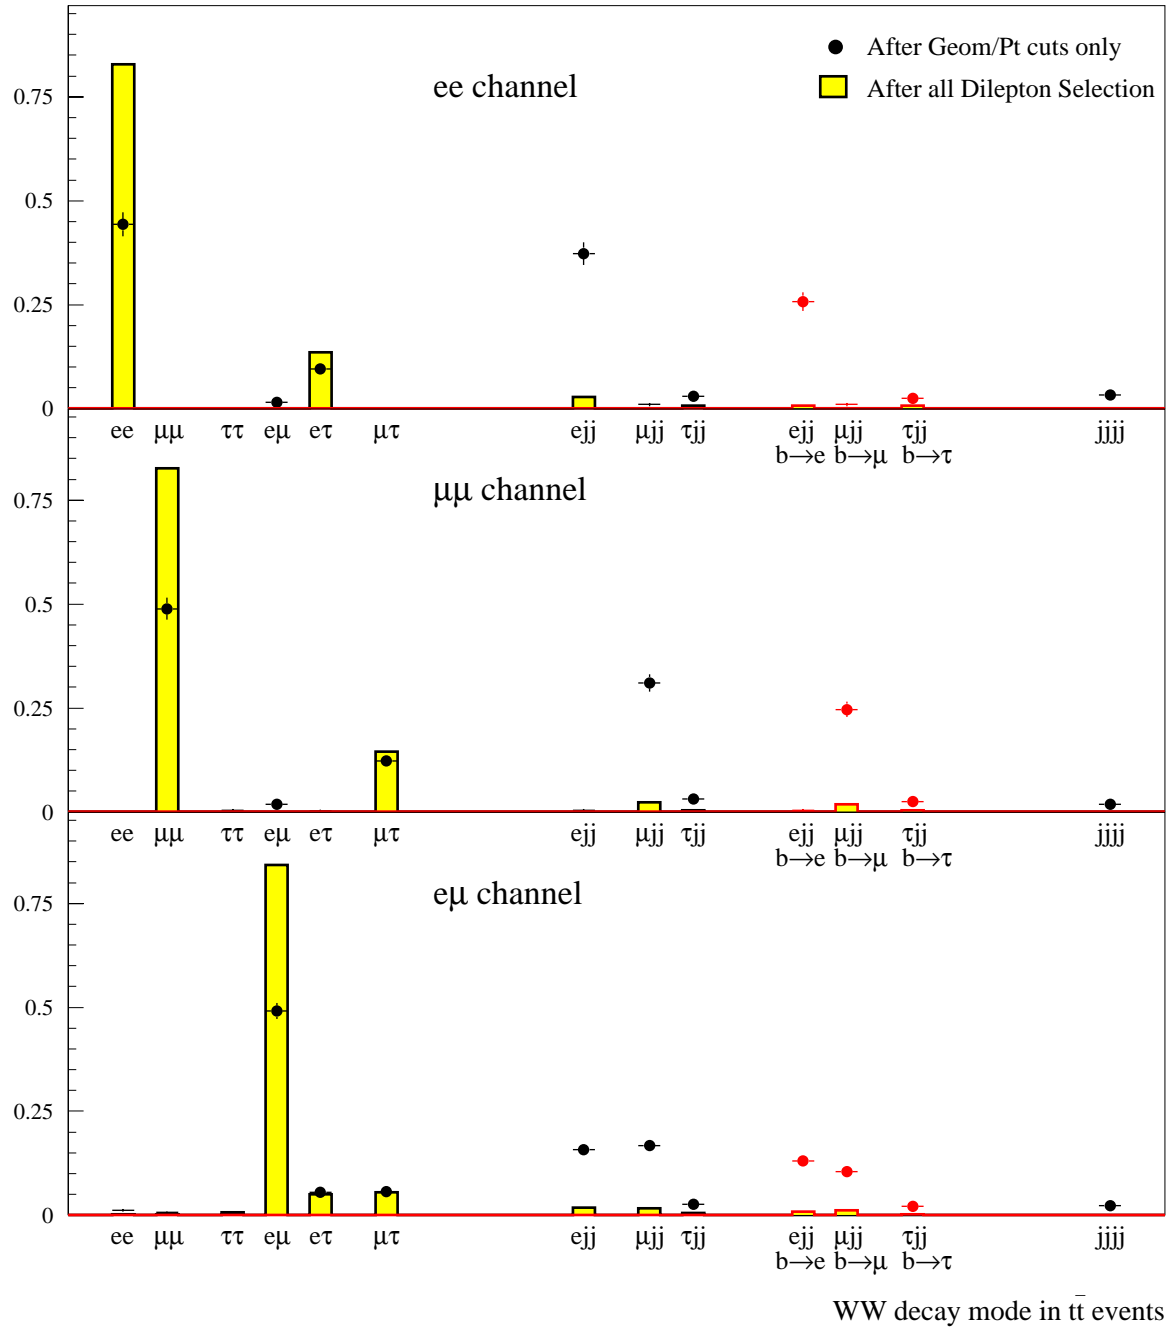 After Geom/Pt cuts only
After all Dilepton Selection
ee channel
0.75
0.5
0.25
0
ee μμ ττ eμ eτ μτ ejj μjj τjj ejj μjj τjj jjjj
b→e b→μ b→τ
μμ channel
0.75
0.5
0.25
0
ee μμ ττ eμ eτ μτ ejj μjj τjj ejj μjj τjj jjjj
b→e b→μ b→τ
eμ channel
0.75
0.5
0.25
0
ee μμ ττ eμ eτ μτ ejj μjj τjj ejj μjj τjj jjjj
b→e b→μ b→τ
WW decay mode in tt̄ events